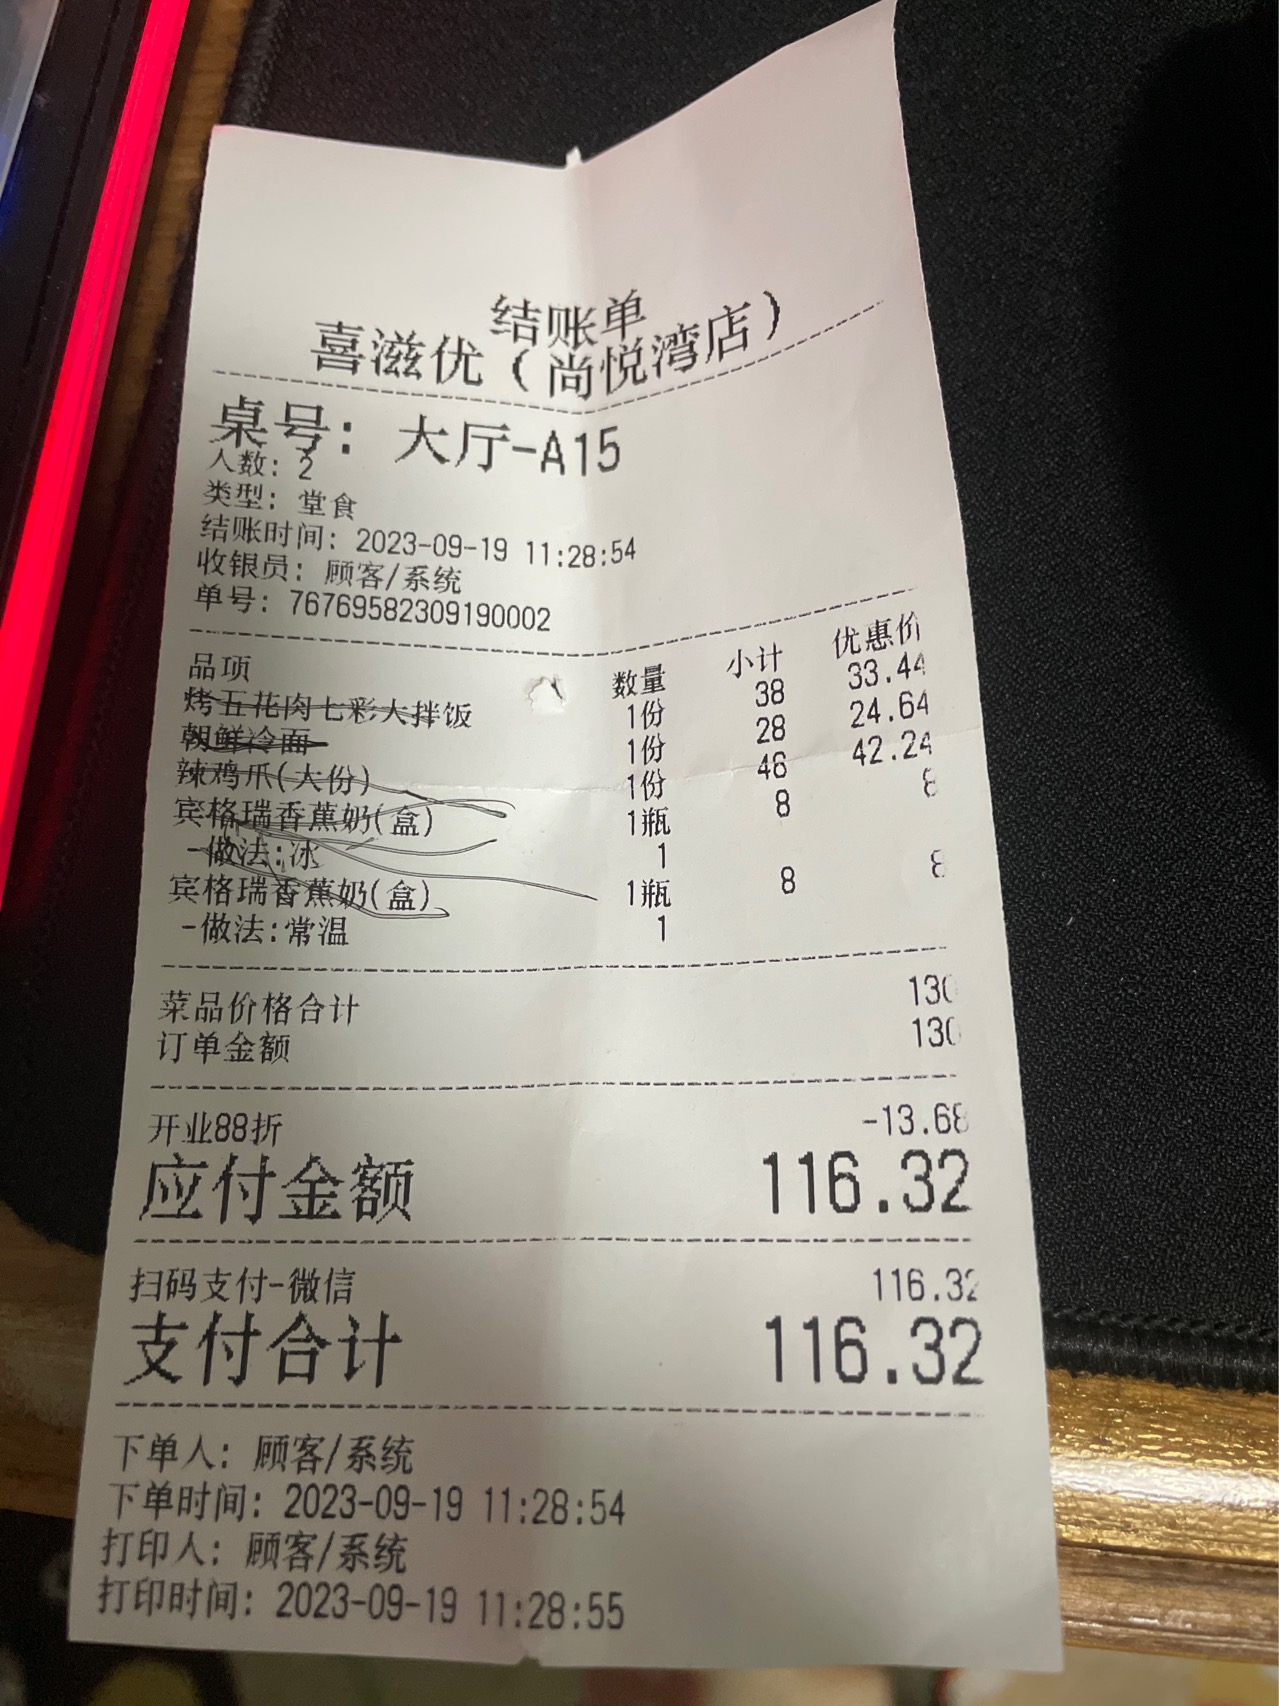 结账单
喜滋优（尚悦湾店）
桌号: 大厅-A15
人数: 2
类型: 堂食
结账时间: 2023-09-19 11:28:54
收银员: 顾客/系统
单号: 76769582309190002
品项 数量 小计 优惠价
烤五花肉七彩大拌饭 1份 38 33.44
朝鲜冷面 1份 28 24.64
辣鸡爪(大份) 1份 48 42.24
宾格瑞香蕉奶(盒) 1瓶 8 8
-做法:冰 1
宾格瑞香蕉奶(盒) 1瓶 8 8
-做法:常温 1
菜品价格合计 130
订单金额 130
开业88折 -13.68
应付金额 116.32
扫码支付-微信 116.32
支付合计 116.32
下单人: 顾客/系统
下单时间: 2023-09-19 11:28:54
打印人: 顾客/系统
打印时间: 2023-09-19 11:28:55